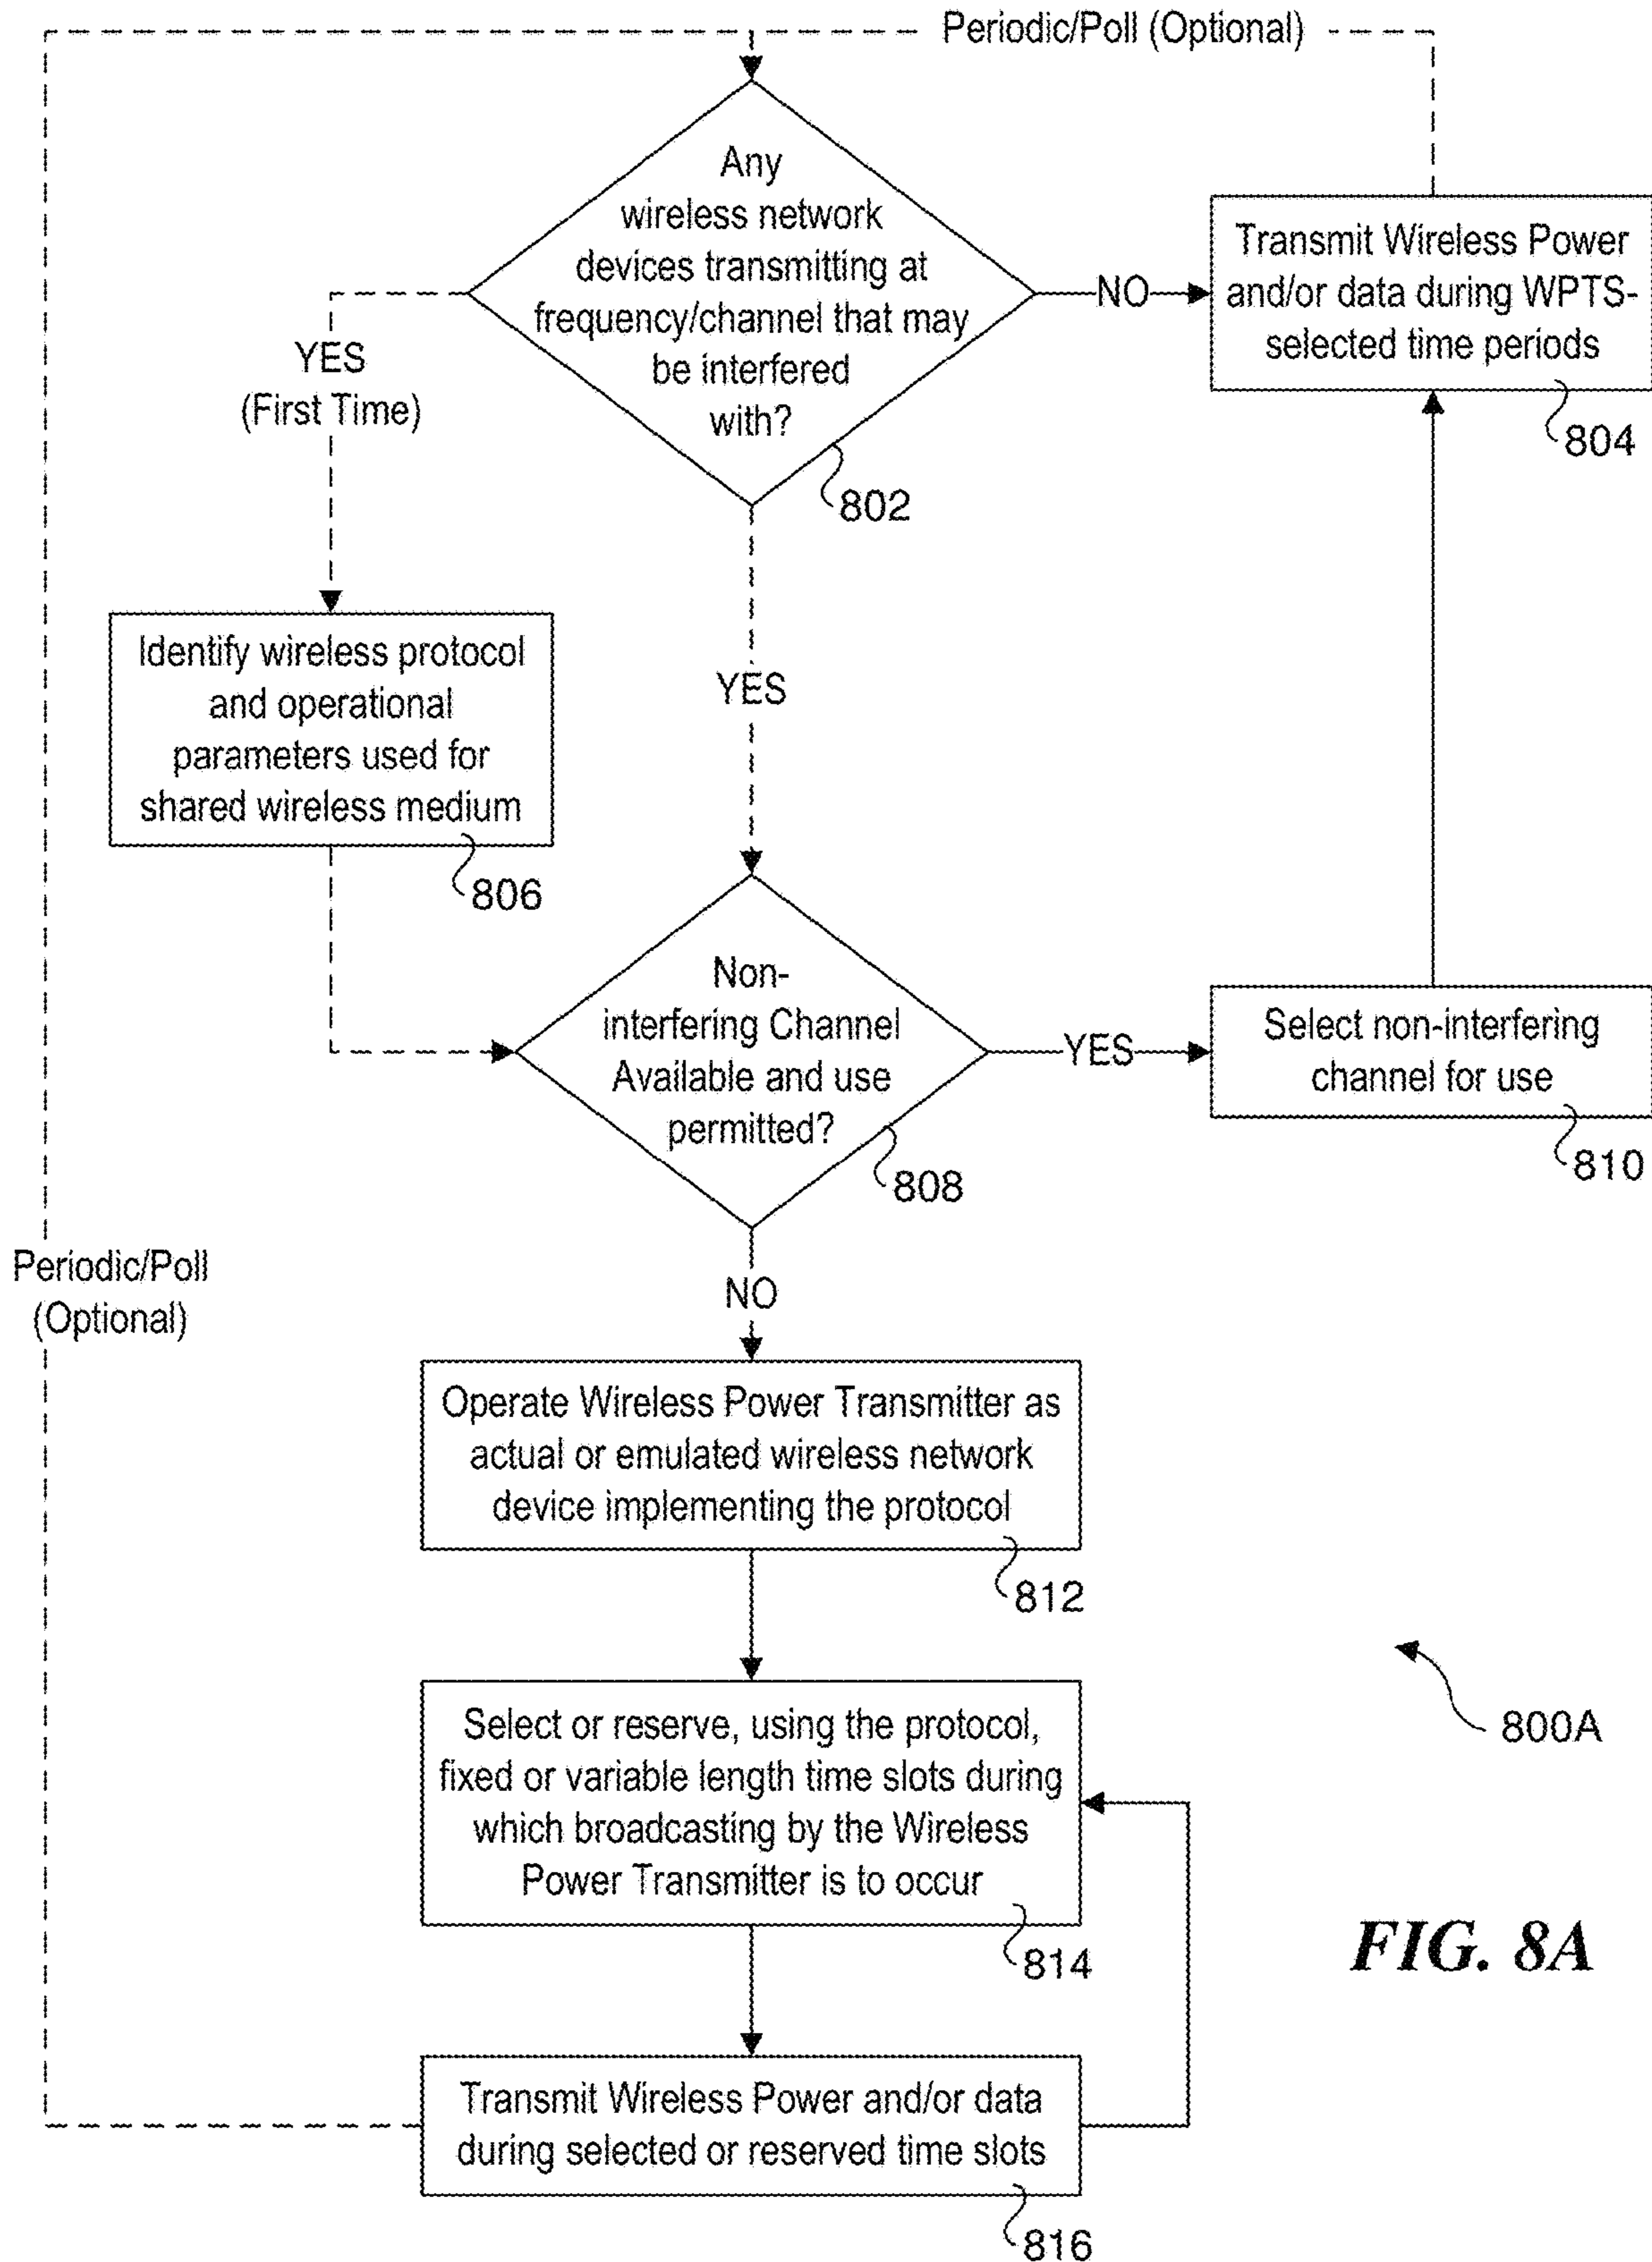 Periodic/Poll (Optional)
Any
wireless network
devices transmitting at
frequency/channel that may
be interfered
with?
802
NO
Transmit Wireless Power
and/or data during WPTS-
selected time periods
804
YES
(First Time)
Identify wireless protocol
and operational
parameters used for
shared wireless medium
806
YES
Non-
interfering Channel
Available and use
permitted?
808
YES
Select non-interfering
channel for use
810
Periodic/Poll
(Optional)
NO
Operate Wireless Power Transmitter as
actual or emulated wireless network
device implementing the protocol
812
Select or reserve, using the protocol,
fixed or variable length time slots during
which broadcasting by the Wireless
Power Transmitter is to occur
814
800A
FIG. 8A
Transmit Wireless Power and/or data
during selected or reserved time slots
816